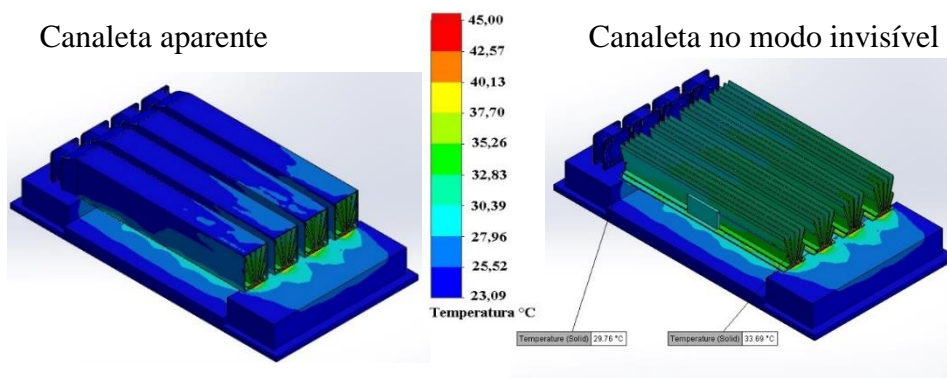 Canaleta aparente
Canaleta no modo invisível
45,00
42,57
40,13
37,70
35,26
32,83
30,39
27,96
25,52
23,09
Temperatura °C
Temperature (Solid) 29.76 °C
Temperature (Solid) 33.69 °C